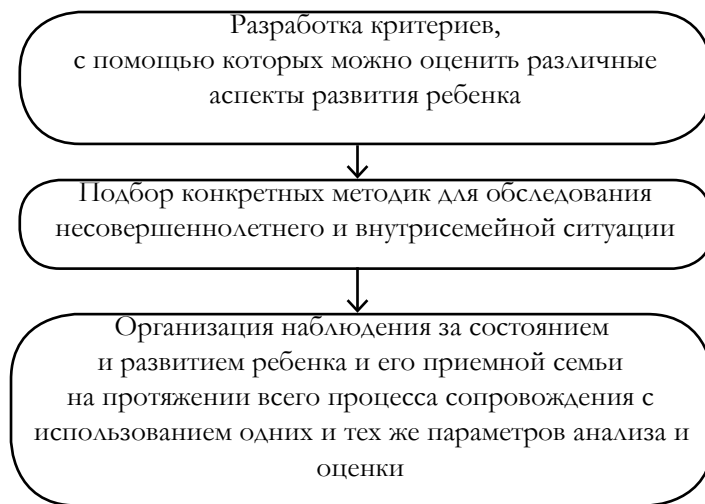 Разработка критериев,
с помощью которых можно оценить различные
аспекты развития ребенка
Подбор конкретных методик для обследования
несовершеннолетнего и внутрисемейной ситуации
Организация наблюдения за состоянием
и развитием ребенка и его приемной семьи
на протяжении всего процесса сопровождения с
использованием одних и тех же параметров анализа и
оценки